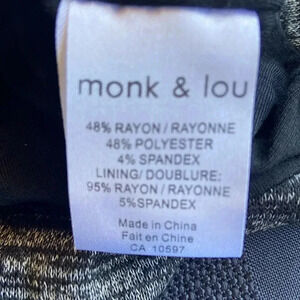 monk & lou
48% RAYON/RAYONNE
48% POLYESTER
4% SPANDEX
LINING/DOUBLURE:
95% RAYON/RAYONNE
5%SPANDEX
Made in China
Fait en Chine
CA 10597